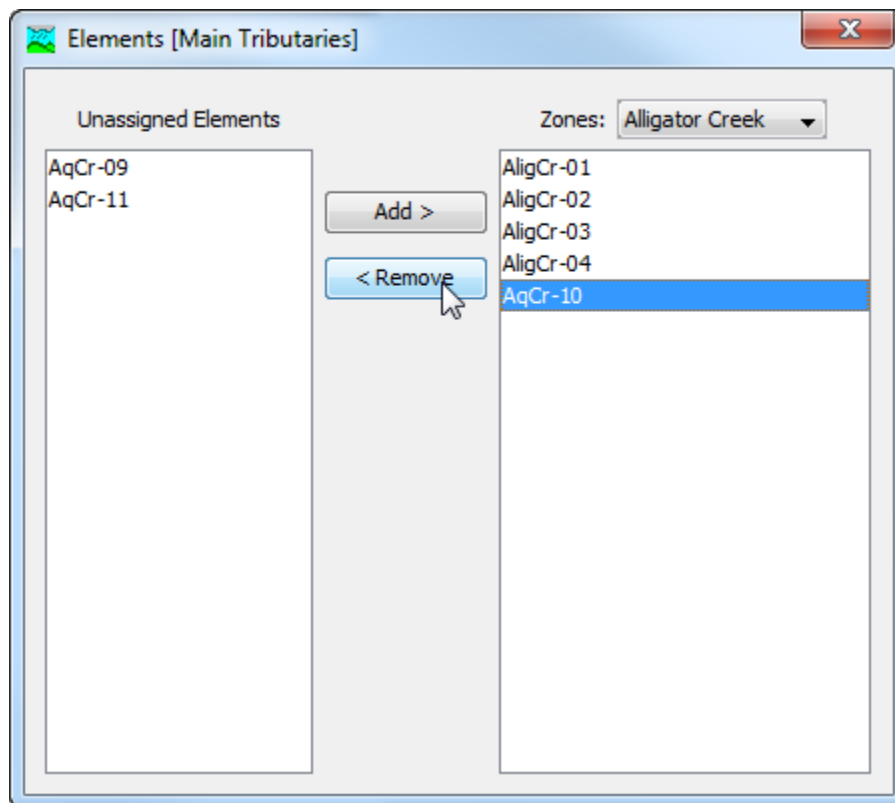 Elements [Main Tributaries]
Unassigned Elements
Zones: Alligator Creek
AqCr-09
AqCr-11
Add >
< Remove
AligCr-01
AligCr-02
AligCr-03
AligCr-04
AqCr-10